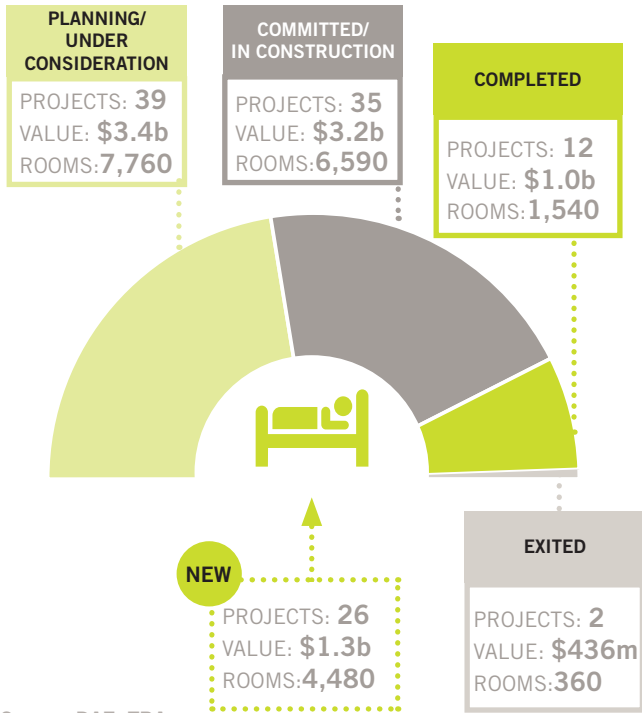 PLANNING/
UNDER
CONSIDERATION
PROJECTS: 39
VALUE: $3.4b
ROOMS:7,760
COMMITTED/
IN CONSTRUCTION
PROJECTS: 35
VALUE: $3.2b
ROOMS:6,590
COMPLETED
PROJECTS: 12
VALUE: $1.0b
ROOMS:1,540
NEW
PROJECTS: 26
VALUE: $1.3b
ROOMS:4,480
EXITED
PROJECTS: 2
VALUE: $436m
ROOMS:360